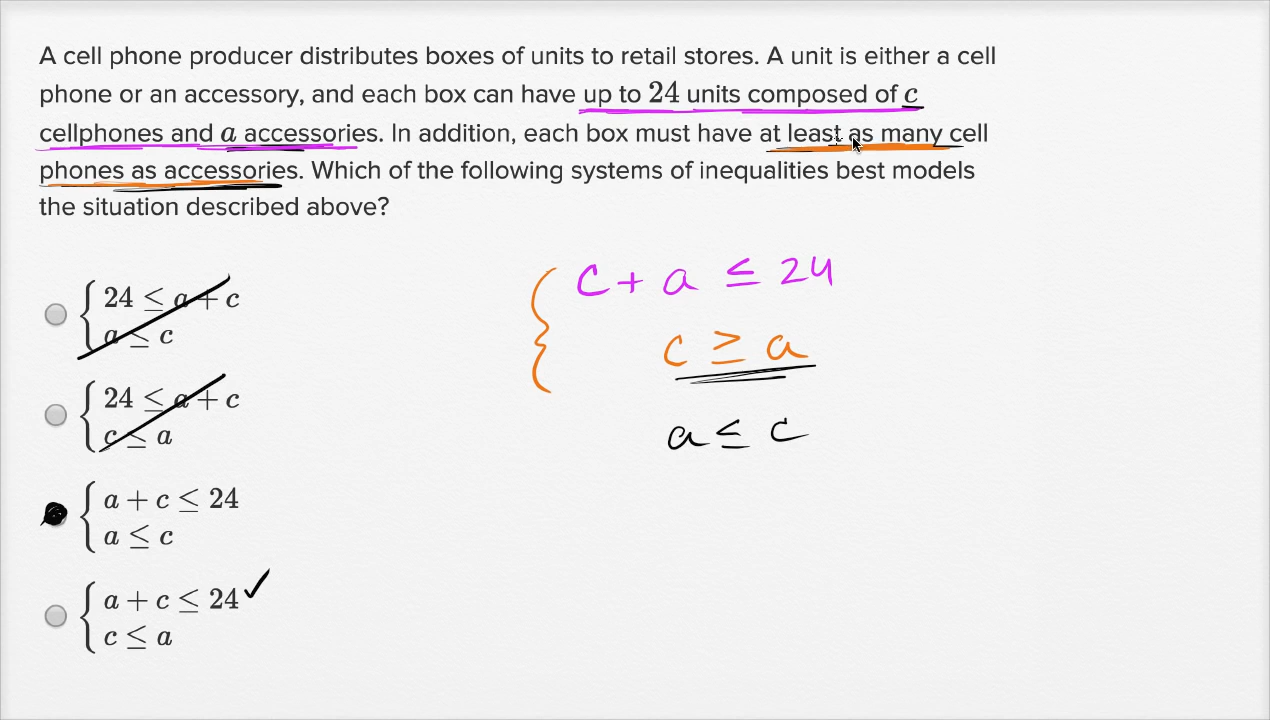 A cell phone producer distributes boxes of units to retail stores. A unit is either a cell
phone or an accessory, and each box can have up to 24 units composed of c
cellphones and a accessories. In addition, each box must have at least as many cell
phones as accessories. Which of the following systems of inequalities best models
the situation described above?
24 ≤ a + c
a ≤ c
24 ≤ a + c
c ≤ a
a + c ≤ 24
a ≤ c
a + c ≤ 24
c ≤ a
c + a ≤ 24
c ≥ a
a ≤ c